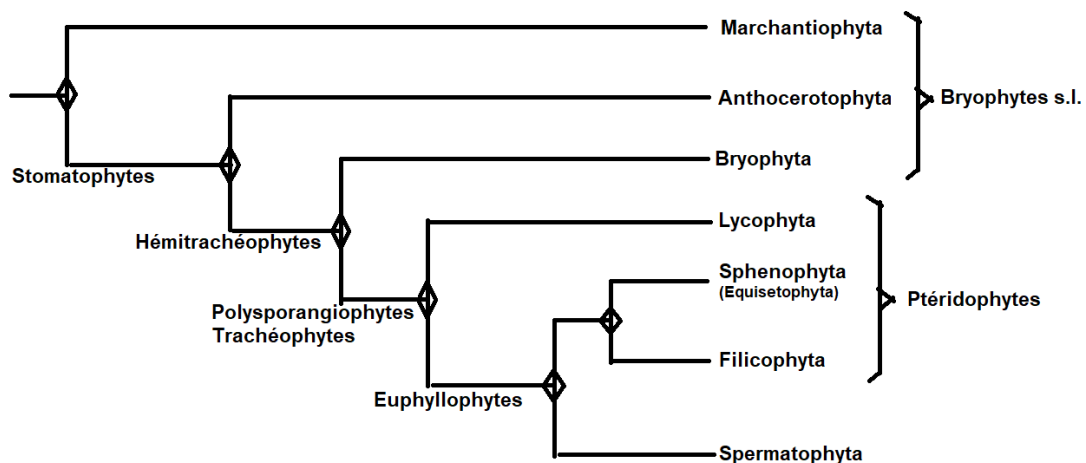 Marchantiophyta
Anthocerotophyta
Bryophytes s.l.
Bryophyta
Stomatophytes
Lycophyta
Hémitrachéophytes
Sphenophyta
(Equisetophyta)
Ptéridophytes
Polysporangiophytes
Trachéophytes
Filicophyta
Euphyllophytes
Spermatophyta